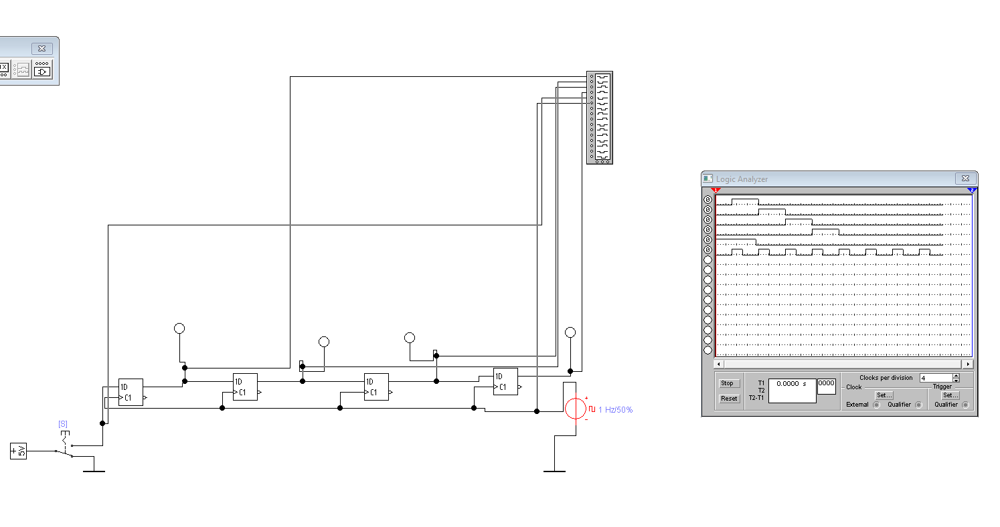 1X
Logic Analyzer
1
2
0
0
0
0
0
0
1D
C1
1D
C1
1D
C1
1D
C1
1 Hz/50%
[S]
+
5V
+
-
Stop
Reset
T1
T2
T2-T1
0.0000 s
0000
Clocks per division
4
Clock
Set...
External
Qualifier
Trigger
Set...
Qualifier